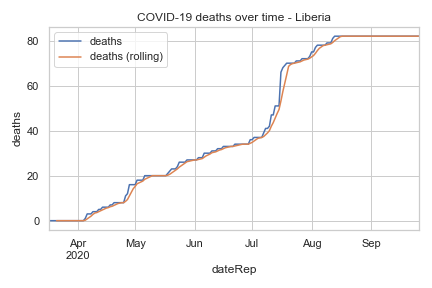 COVID-19 deaths over time - Liberia
deaths
deaths (rolling)
80
60
40
20
0
deaths
Apr
2020
May
Jun
Jul
Aug
Sep
dateRep